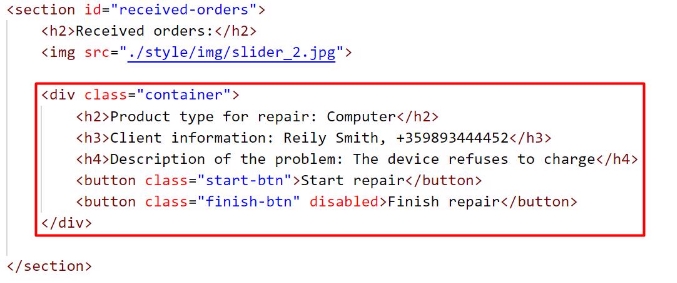 <section id="received-orders">
<h2>Received orders:</h2>
<img src="./style/img/slider_2.jpg">
<div class="container">
<h2>Product type for repair: Computer</h2>
<h3>Client information: Reily Smith, +359893444452</h3>
<h4>Description of the problem: The device refuses to charge</h4>
<button class="start-btn">Start repair</button>
<button class="finish-btn" disabled>Finish repair</button>
</div>
</section>